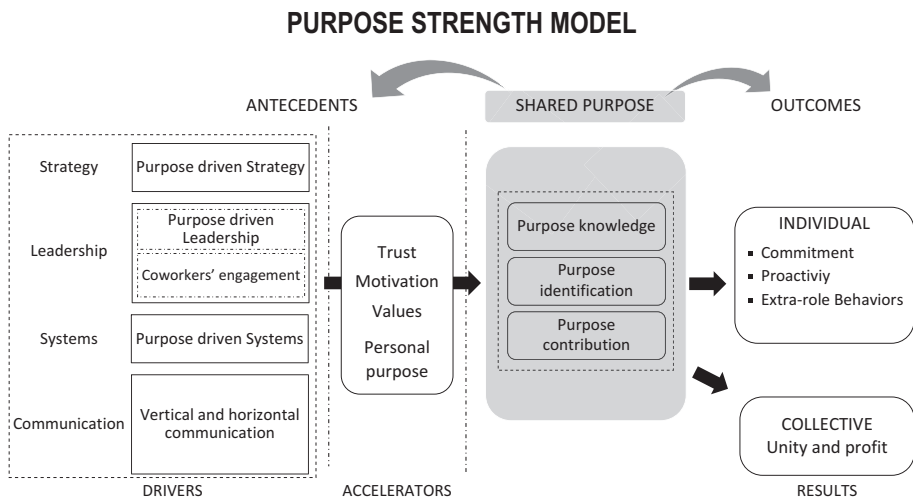 PURPOSE STRENGTH MODEL
ANTECEDENTS
SHARED PURPOSE
OUTCOMES
Strategy
Purpose driven Strategy
Leadership
Purpose driven
Leadership
Coworkers’ engagement
Systems
Purpose driven Systems
Communication
Vertical and horizontal
communication
DRIVERS
Trust
Motivation
Values
Personal
purpose
ACCELERATORS
Purpose knowledge
Purpose
identification
Purpose
contribution
INDIVIDUAL
▪ Commitment
▪ Proactiviy
▪ Extra-role Behaviors
COLLECTIVE
Unity and profit
RESULTS